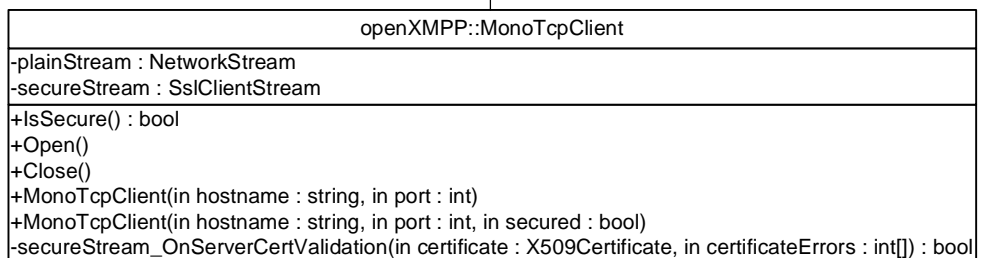 openXMPP::MonoTcpClient
-plainStream : NetworkStream
-secureStream : SslClientStream
+IsSecure() : bool
+Open()
+Close()
+MonoTcpClient(in hostname : string, in port : int)
+MonoTcpClient(in hostname : string, in port : int, in secured : bool)
-secureStream_OnServerCertValidation(in certificate : X509Certificate, in certificateErrors : int[]) : bool